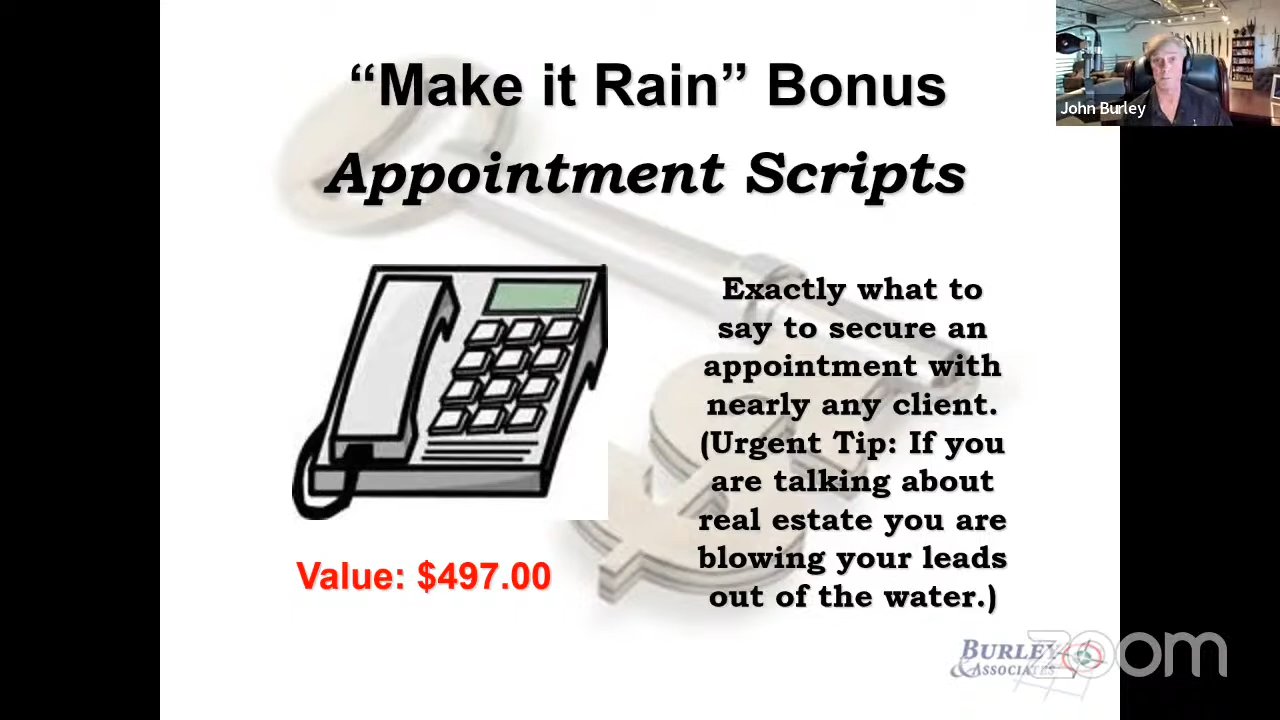 “Make it Rain” Bonus
Appointment Scripts
John Burley
Exactly what to
say to secure an
appointment with
nearly any client.
(Urgent Tip: If you
are talking about
real estate you are
blowing your leads
out of the water.)
Value: $497.00
BURLEY
& ASSOCIATES
zoom